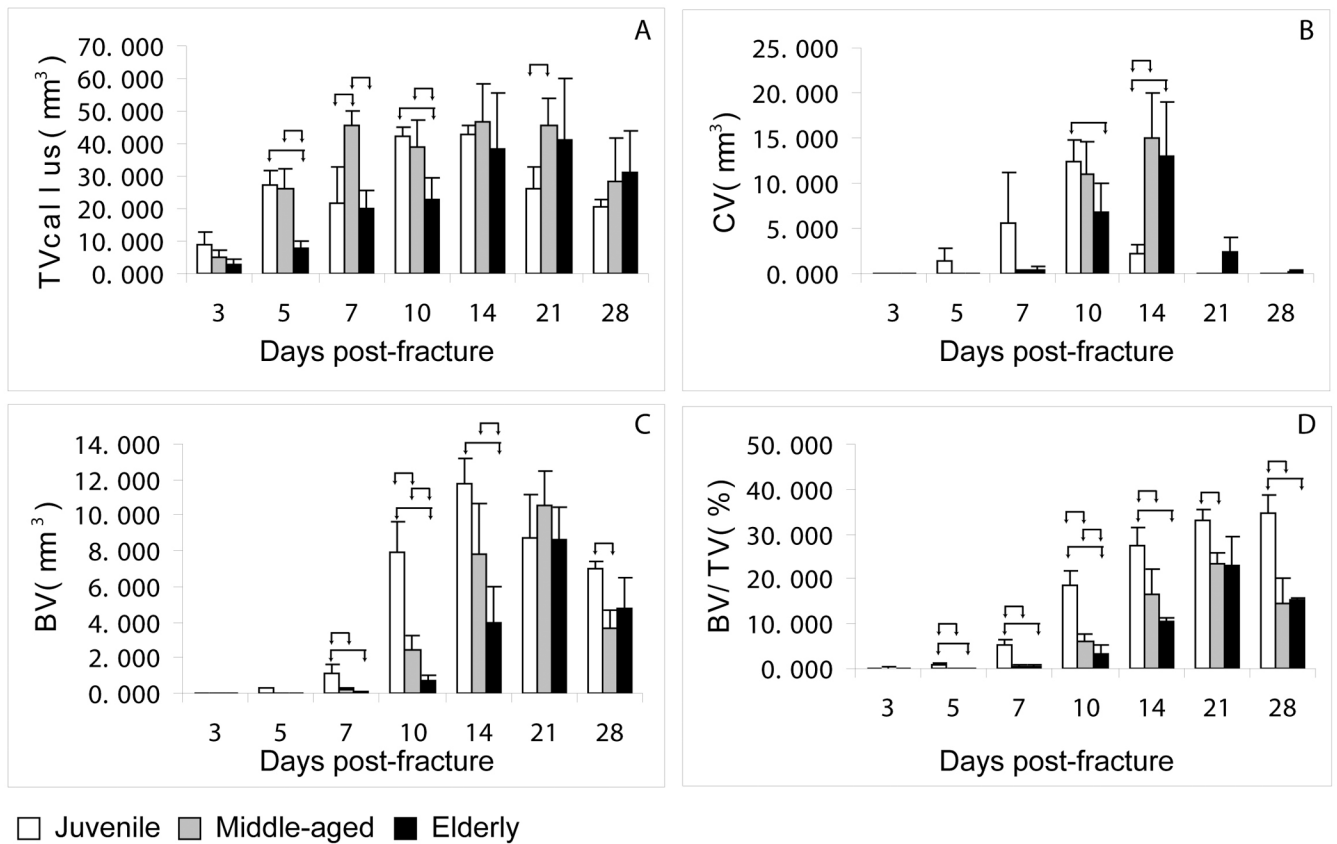 A
TVcallus( mm³)
70. 000
60. 000
50. 000
40. 000
30. 000
20. 000
10. 000
0. 000
3 5 7 10 14 21 28
Days post-fracture
B
CV( mm³)
25. 000
20. 000
15. 000
10. 000
5. 000
0. 000
3 5 7 10 14 21 28
Days post-fracture
C
BV( mm³)
14. 000
12. 000
10. 000
8. 000
6. 000
4. 000
2. 000
0. 000
3 5 7 10 14 21 28
Days post-fracture
D
BV/TV(%)
50. 000
40. 000
30. 000
20. 000
10. 000
0. 000
3 5 7 10 14 21 28
Days post-fracture
Juvenile Middle-aged Elderly